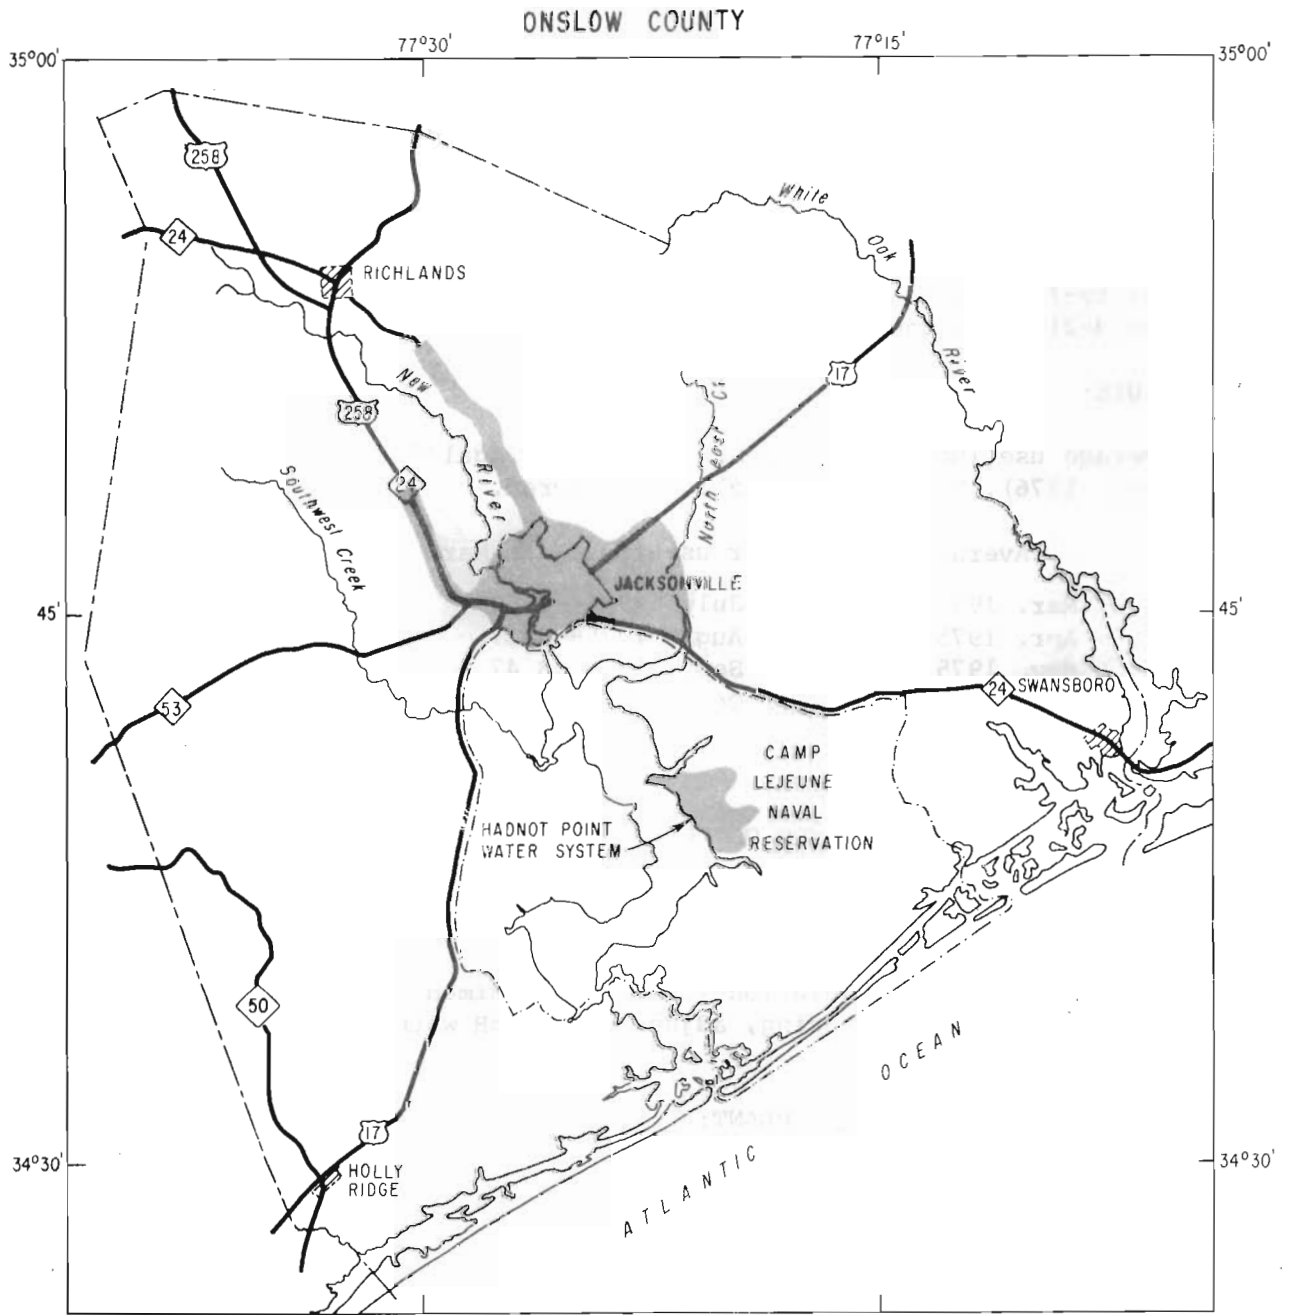 ONSLOW COUNTY
77°30'
77°15'
35°00'
35°00'
258
White
Oak
River
24
RICHLANDS
17
New
River
258
24
Southwest Creek
North east
JACKSONVILLE
45'
45'
53
24
SWANSBORO
CAMP
LEJEUNE
NAVAL
RESERVATION
HADNOT POINT
WATER SYSTEM
50
OCEAN
ATLANTIC
17
34°30'
34°30'
HOLLY
RIDGE